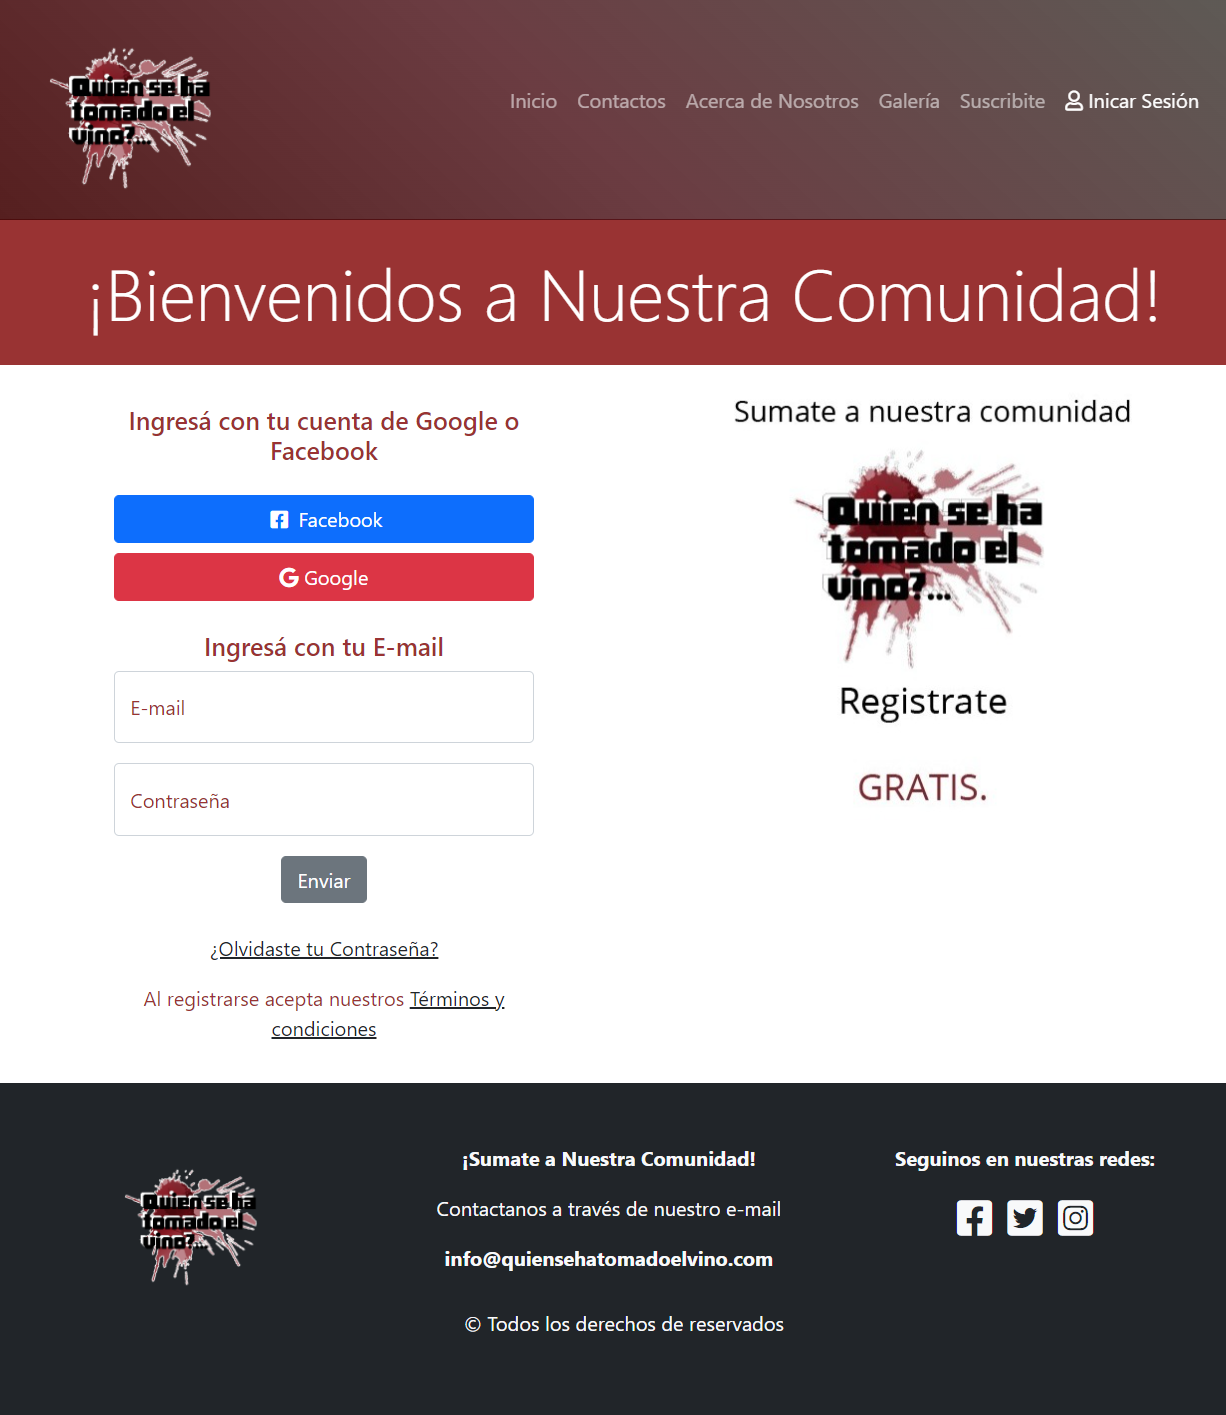 Quien se ha
tomado el
vino?...
Inicio Contactos Acerca de Nosotros Galería Suscribite Inicar Sesión
¡Bienvenidos a Nuestra Comunidad!
Ingresá con tu cuenta de Google o
Facebook
Facebook
Google
Ingresá con tu E-mail
E-mail
Contraseña
Enviar
¿Olvidaste tu Contraseña?
Al registrarse acepta nuestros Términos y
condiciones
Sumate a nuestra comunidad
Quien se ha
tomado el
vino?...
Registrate
GRATIS.
Quien se ha
tomado el
vino?...
¡Sumate a Nuestra Comunidad!
Contactanos a través de nuestro e-mail
info@quiensehatomadoelvino.com
Seguinos en nuestras redes:
© Todos los derechos de reservados